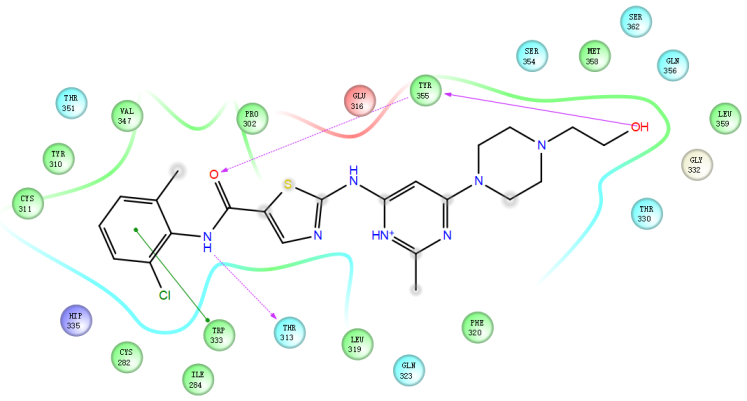 SER
362
SER
354
MET
358
GLN
356
THR
351
VAL
347
PRO
302
GLU
316
TYR
355
LEU
359
OH
TYR
310
GLY
332
CYS
311
O
S
H
N
N
N
THR
330
N
H
N
HN+
N
Cl
HIP
335
TRP
333
THR
313
LEU
319
PHE
320
CYS
282
ILE
284
GLN
323